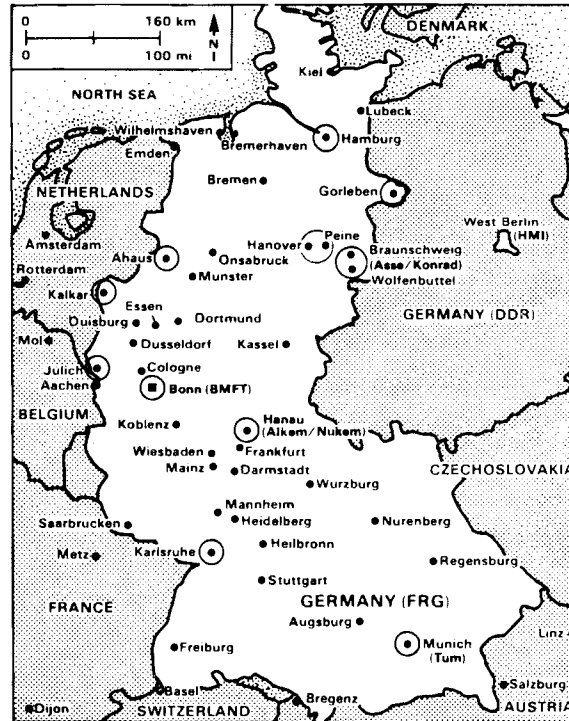 0 160 km
0 100 mi
N
DENMARK
Kiel
NORTH SEA
Lubeck
Wilhelmshaven
Hamburg
Emden
Bremerhaven
Bremen
NETHERLANDS
Gorleben
West Berlin
(HMI)
Amsterdam
Hanover
Peine
Braunschweig
(Asse/Konrad)
Wolfenbuttel
Ahaus
Onsabruck
Rotterdam
Munster
Kalkar
Essen
GERMANY (DDR)
Duisburg
Dortmund
Mol
Dusseldorf
Kassel
Julich
Cologne
Aachen
Bonn (BMFT)
BELGIUM
Koblenz
Hanau
(Alkem/Nukem)
Wiesbaden
Frankfurt
CZECHOSLOVAKIA
Mainz
Darmstadt
Wurzburg
Mannheim
Saarbrucken
Heidelberg
Nurenberg
Metz
Karlsruhe
Heilbronn
Regensburg
Stuttgart
FRANCE
GERMANY (FRG)
Augsburg
Linz
Freiburg
Munich
(Tum)
Basel
Salzburg
Bregenz
Dijon
SWITZERLAND
AUSTRIA